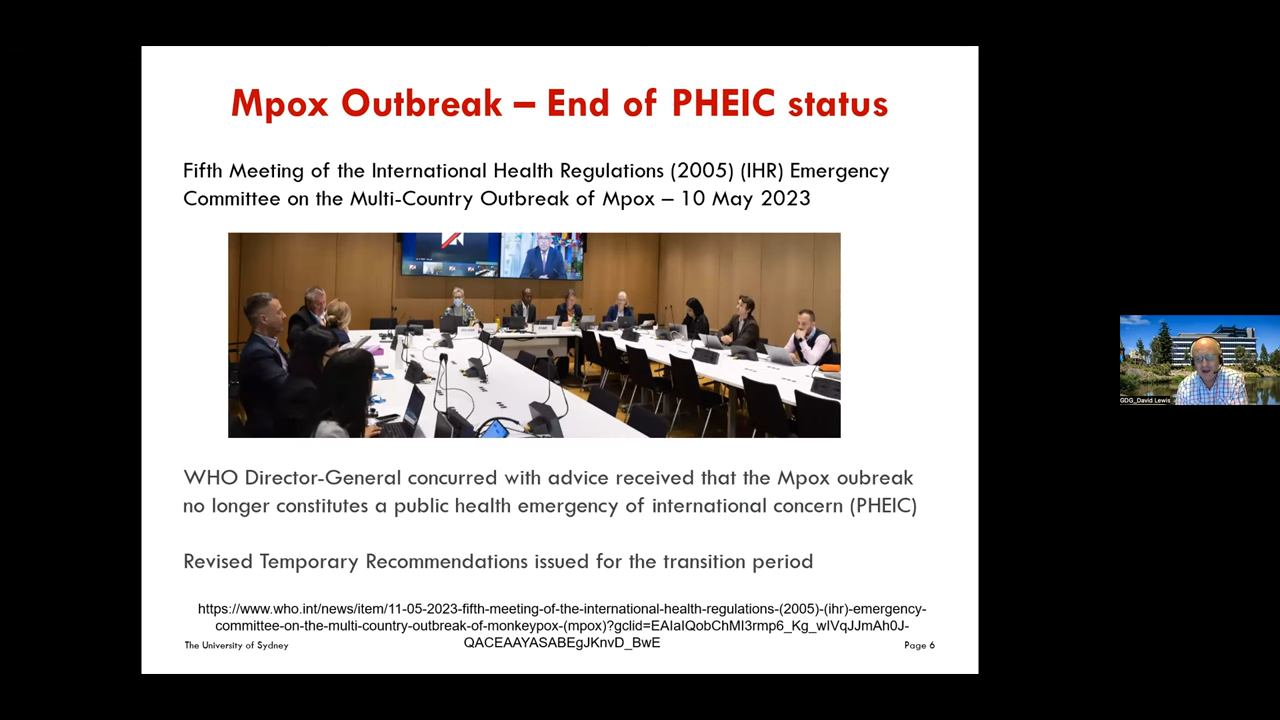 Mpox Outbreak – End of PHEIC status
Fifth Meeting of the International Health Regulations (2005) (IHR) Emergency
Committee on the Multi-Country Outbreak of Mpox – 10 May 2023
WHO Director-General concurred with advice received that the Mpox oubreak
no longer constitutes a public health emergency of international concern (PHEIC)
Revised Temporary Recommendations issued for the transition period
https://www.who.int/news/item/11-05-2023-fifth-meeting-of-the-international-health-regulations-(2005)-(ihr)-emergency-
committee-on-the-multi-country-outbreak-of-monkeypox-(mpox)?gclid=EAIaIQobChMI3rmp6_Kg_wIVqJJmAh0J-
QACEAAYASABEgJKnvD_BwE
The University of Sydney
Page 6
GDG_David Lewis